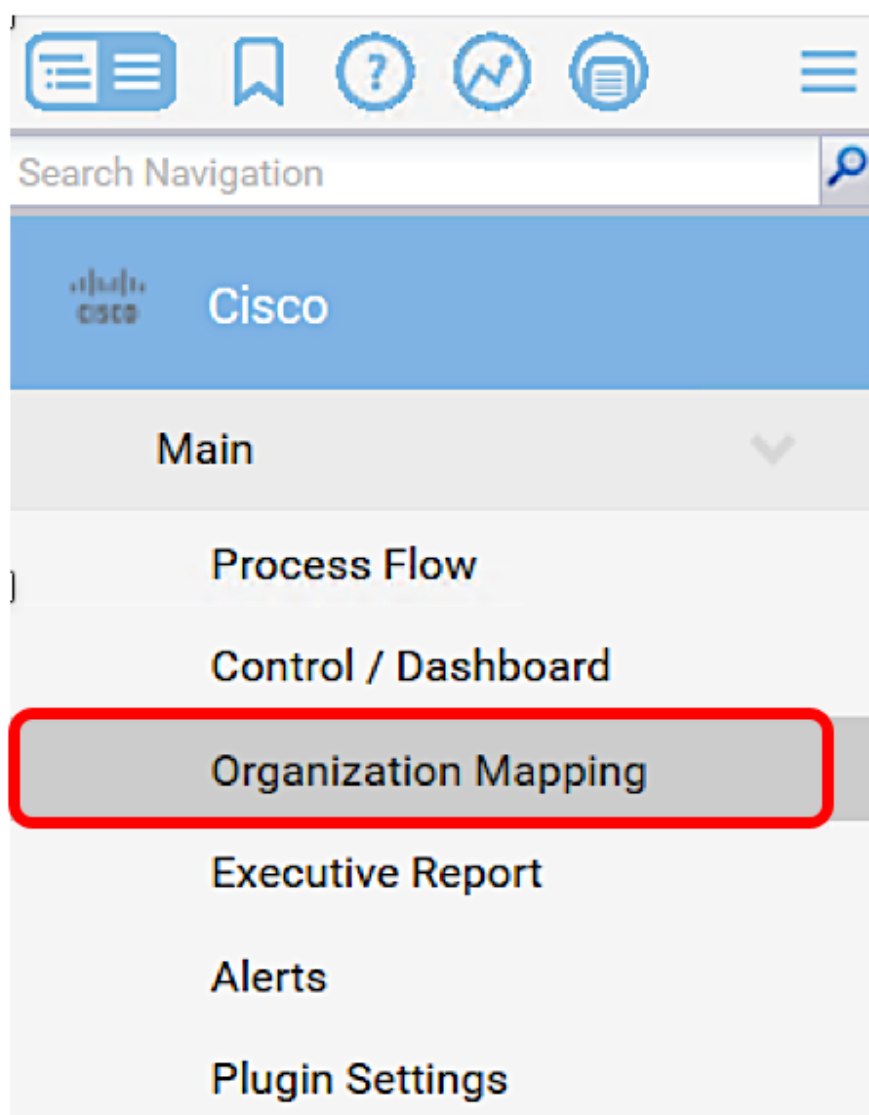 ?
Search Navigation
CISCO Cisco
Main
Process Flow
Control / Dashboard
Organization Mapping
Executive Report
Alerts
Plugin Settings